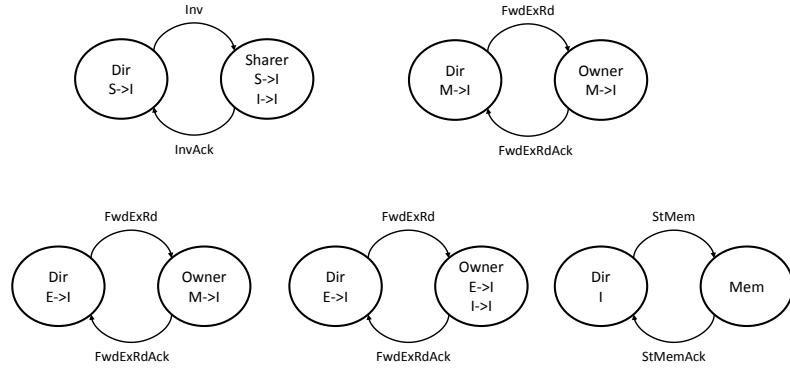 Inv
Dir
S->I
Sharer
S->I
I->I
InvAck
FwdExRd
Dir
M->I
Owner
M->I
FwdExRdAck
FwdExRd
Dir
E->I
Owner
M->I
FwdExRdAck
FwdExRd
Dir
E->I
Owner
E->I
I->I
FwdExRdAck
StMem
Dir
I
Mem
StMemAck